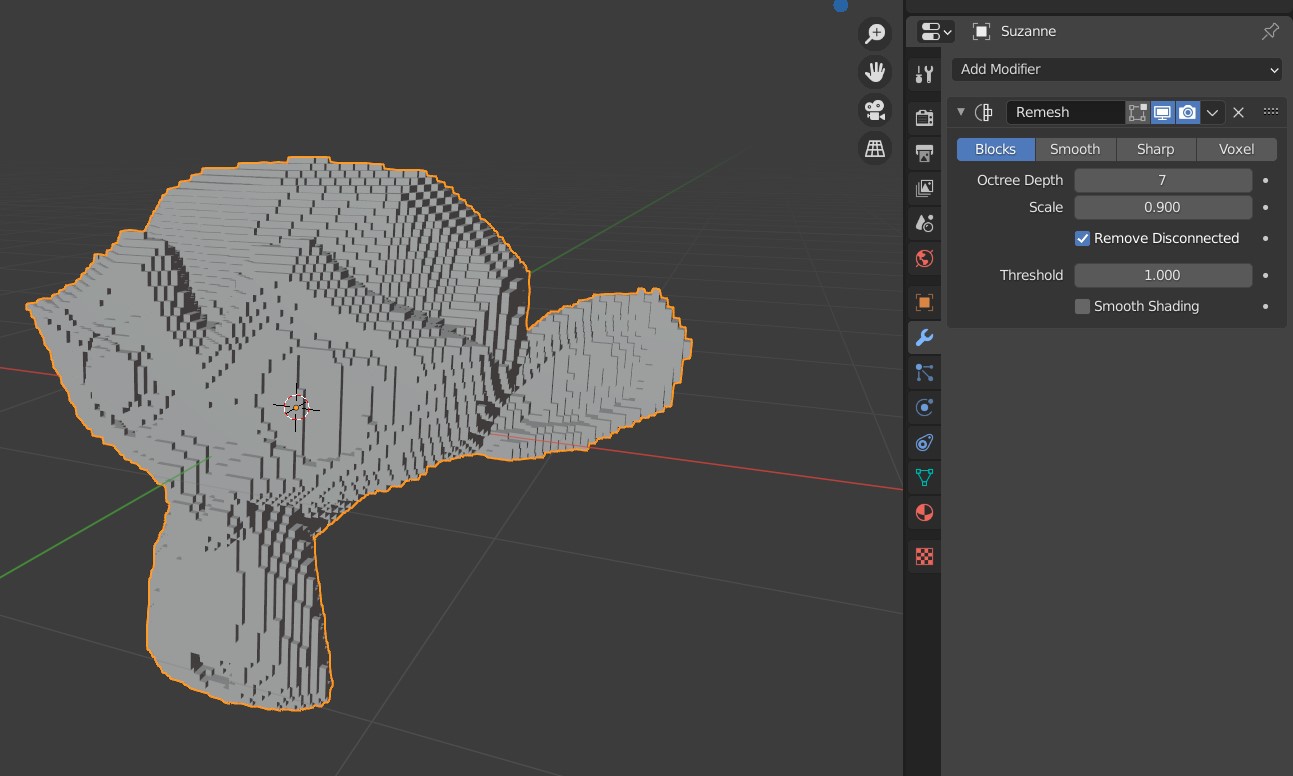 Suzanne
Add Modifier
Remesh
Blocks Smooth Sharp Voxel
Octree Depth 7
Scale 0.900
Remove Disconnected
Threshold 1.000
Smooth Shading